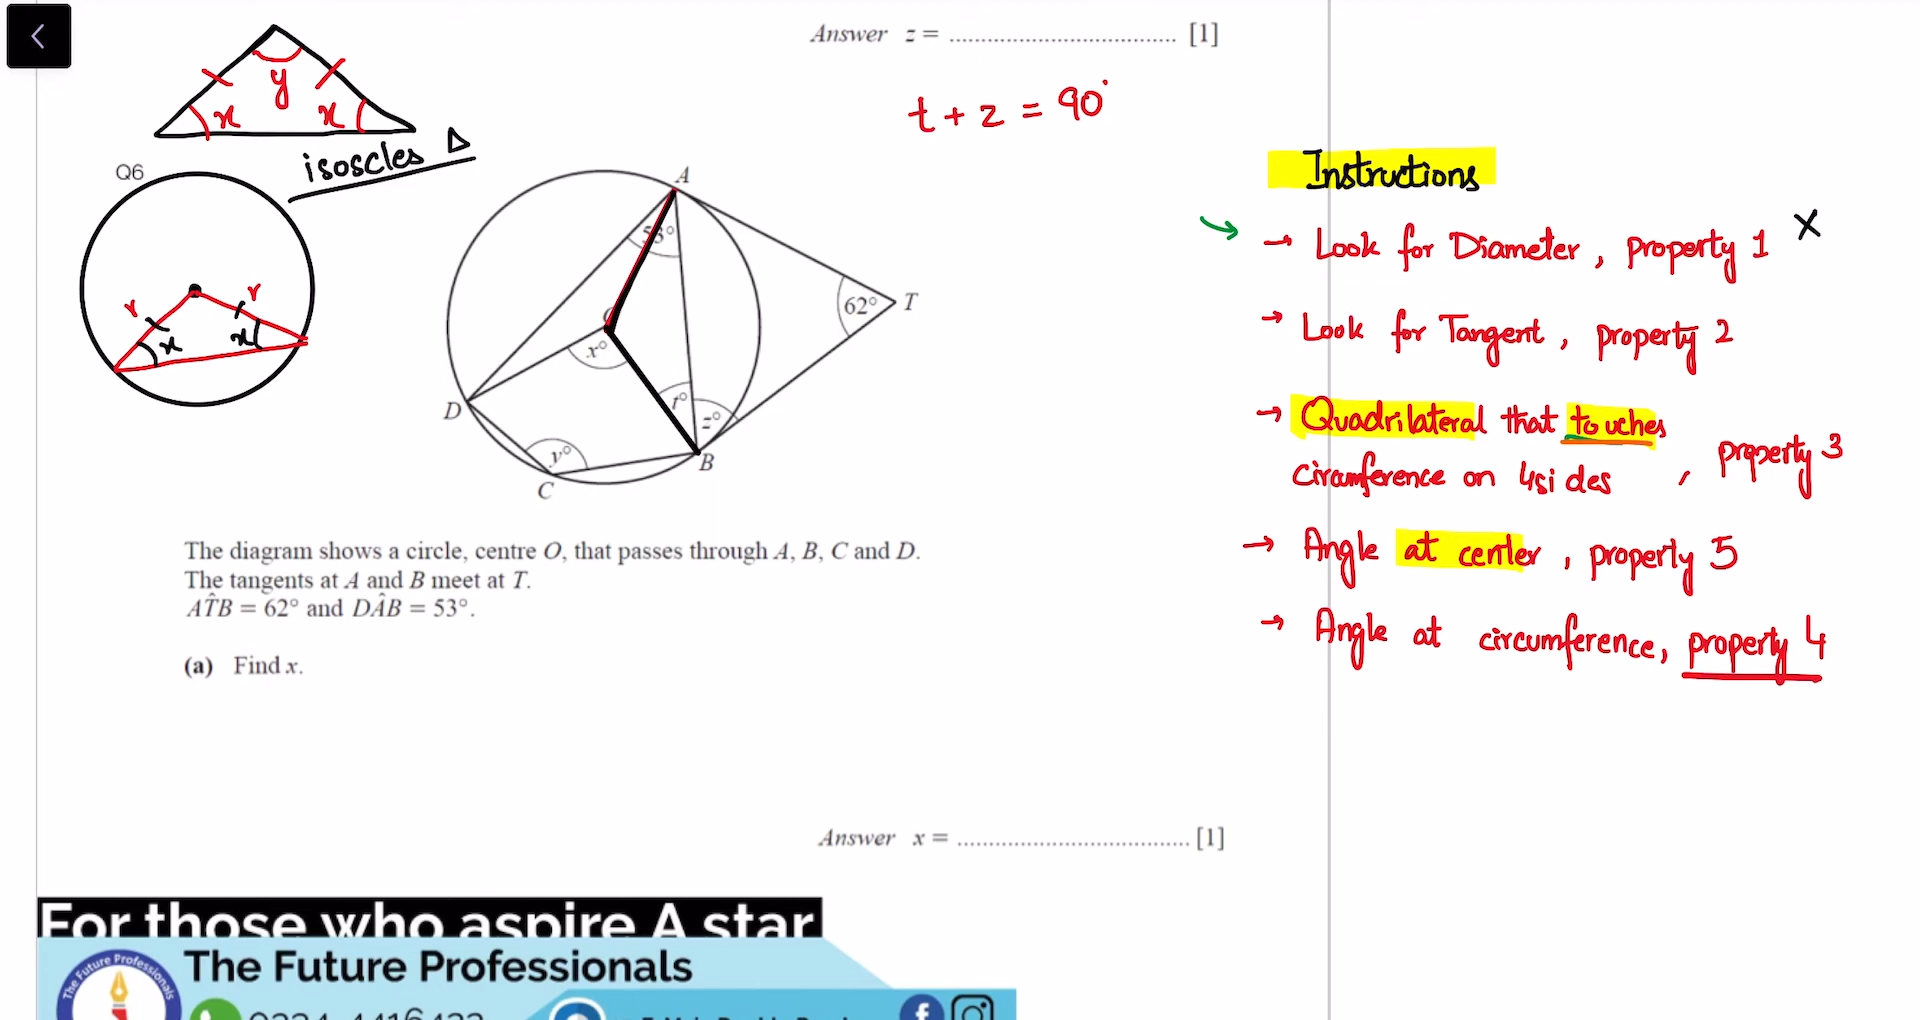 Answer z = .................................... [1]
t + z = 90°
y
x x
isoscles Δ
Q6
r r
x x
A
53°
62° T
x°
D
t°
z°
y°
B
C
The diagram shows a circle, centre O, that passes through A, B, C and D.
The tangents at A and B meet at T.
AT̂B = 62° and DÂB = 53°.
(a) Find x.
Answer x = .................................... [1]
Instructions
→ Look for Diameter, property 1 X
→ Look for Tangent, property 2
→ Quadrilateral that touches
circumference on 4sides , property 3
→ Angle at center, property 5
→ Angle at circumference, property 4
For those who aspire A star
The Future Professionals
The Future Professionals